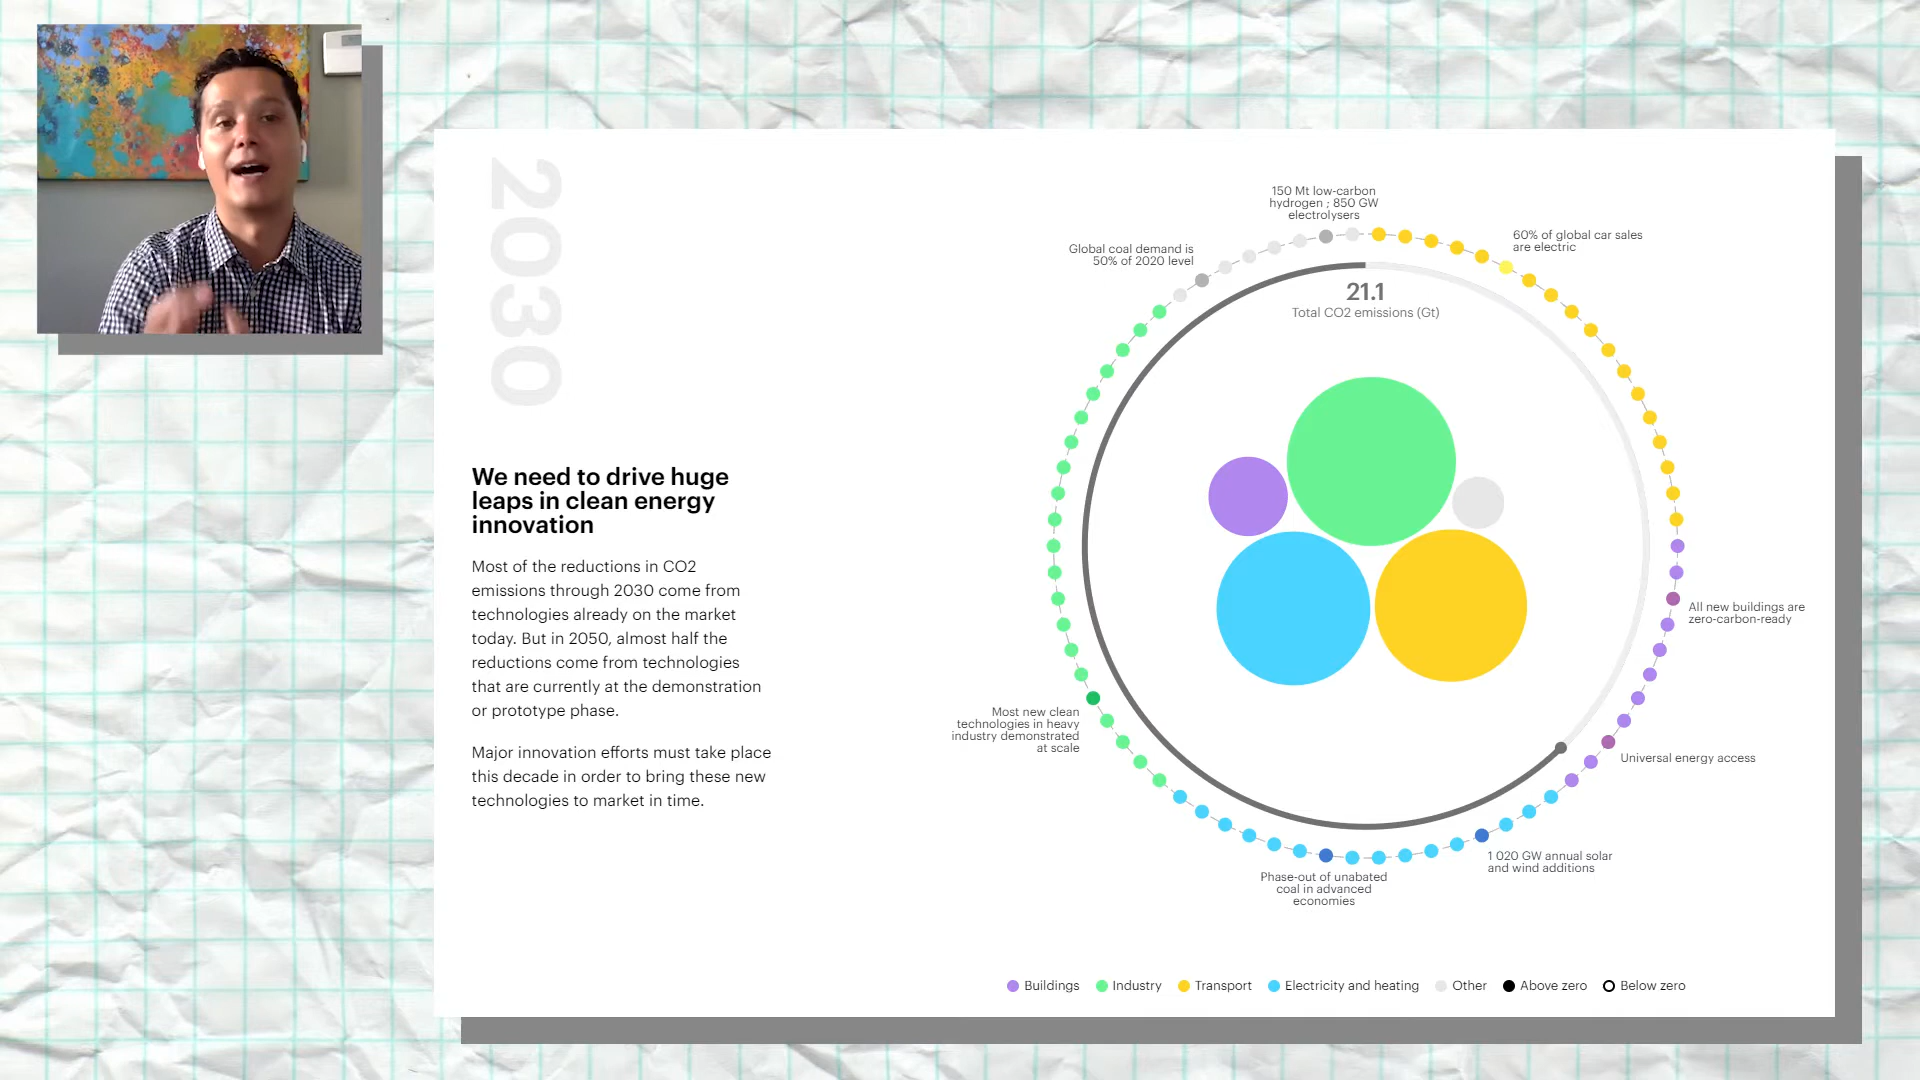 2030
We need to drive huge
leaps in clean energy
innovation
Most of the reductions in CO2
emissions through 2030 come from
technologies already on the market
today. But in 2050, almost half the
reductions come from technologies
that are currently at the demonstration
or prototype phase.
Major innovation efforts must take place
this decade in order to bring these new
technologies to market in time.
150 Mt low-carbon
hydrogen ; 850 GW
electrolysers
60% of global car sales
are electric
Global coal demand is
50% of 2020 level
21.1
Total CO2 emissions (Gt)
All new buildings are
zero-carbon-ready
Most new clean
technologies in heavy
industry demonstrated
at scale
Universal energy access
1 020 GW annual solar
and wind additions
Phase-out of unabated
coal in advanced
economies
Buildings Industry Transport Electricity and heating Other Above zero Below zero